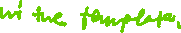 in the template.